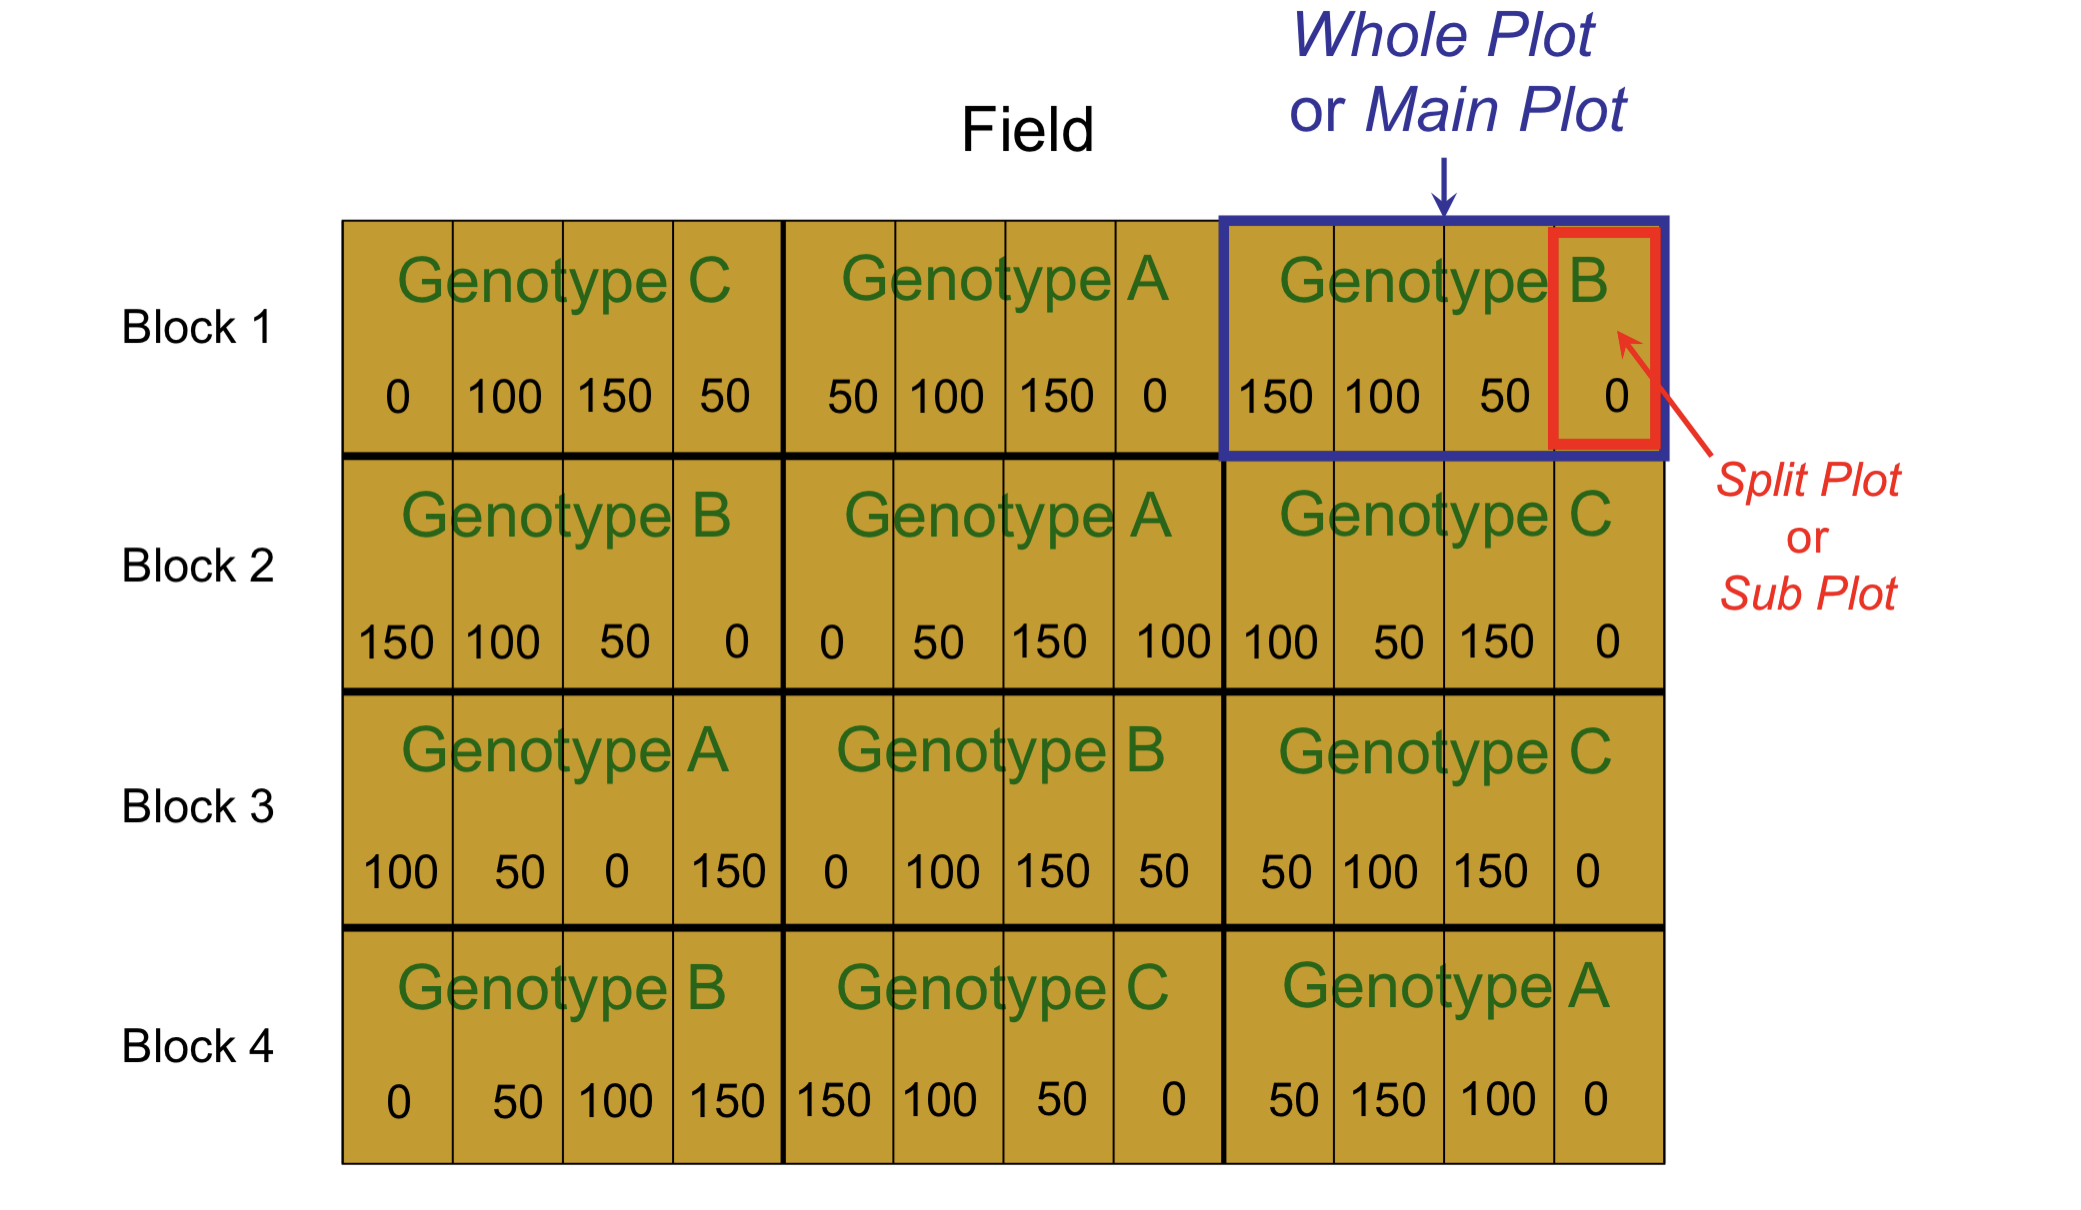 Whole Plot
or Main Plot
Field
Block 1
Genotype C
Genotype A
Genotype B
0 100 150 50 50 100 150 0 150 100 50 0
Split Plot
or
Sub Plot
Block 2
Genotype B
Genotype A
Genotype C
150 100 50 0 0 50 150 100 100 50 150 0
Block 3
Genotype A
Genotype B
Genotype C
100 50 0 150 0 100 150 50 50 100 150 0
Block 4
Genotype B
Genotype C
Genotype A
0 50 100 150 150 100 50 0 50 150 100 0